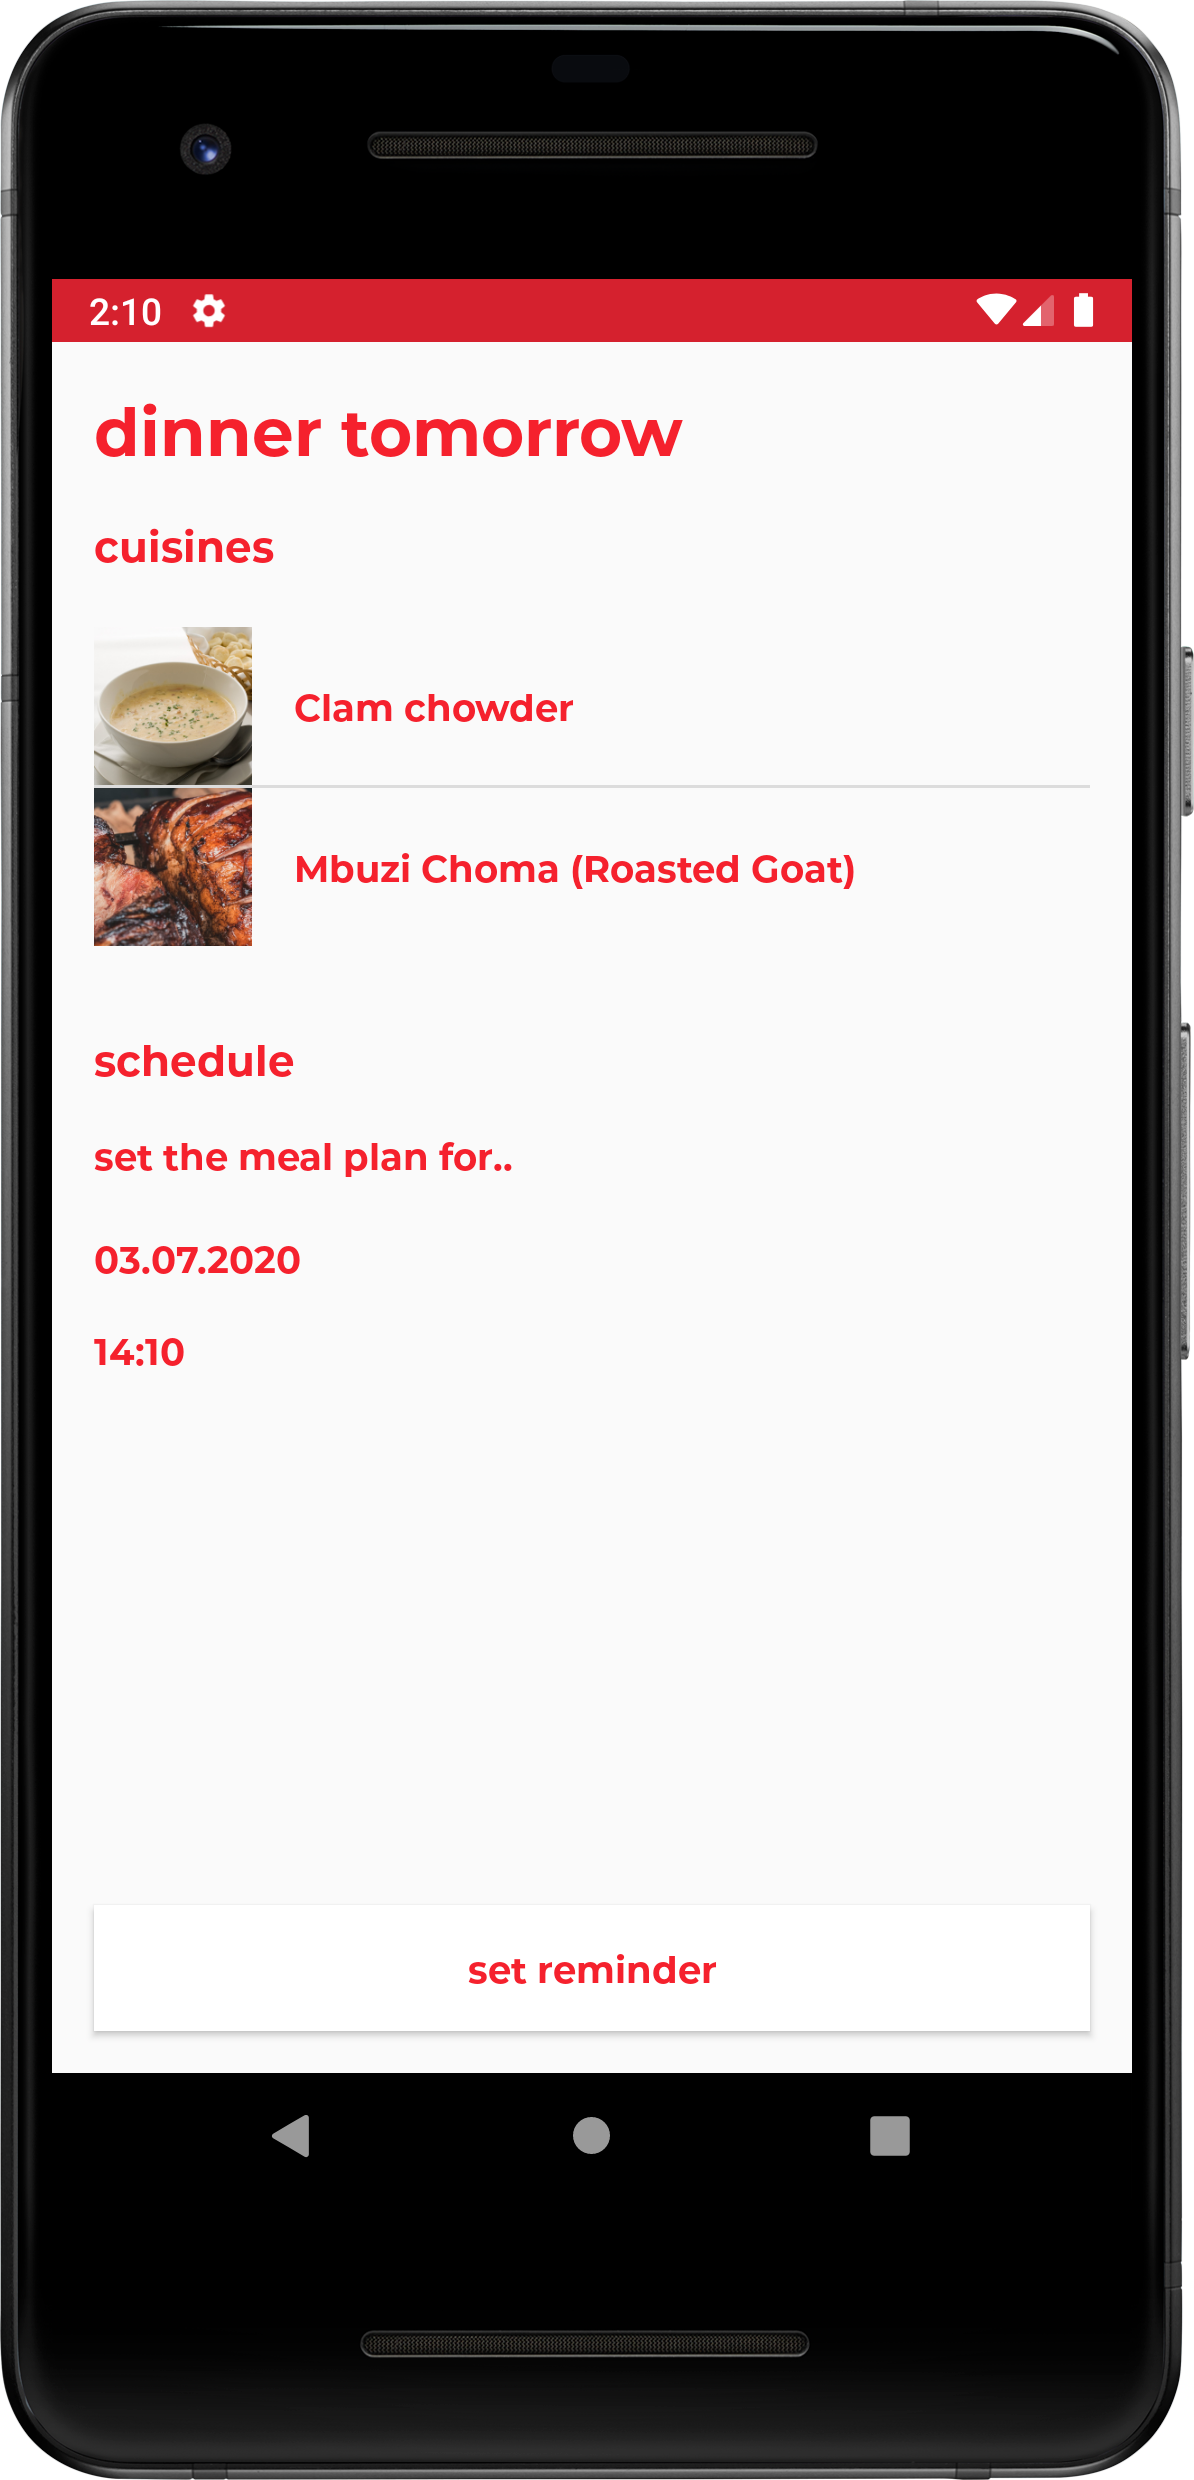 2:10
dinner tomorrow
cuisines
Clam chowder
Mbuzi Choma (Roasted Goat)
schedule
set the meal plan for..
03.07.2020
14:10
set reminder